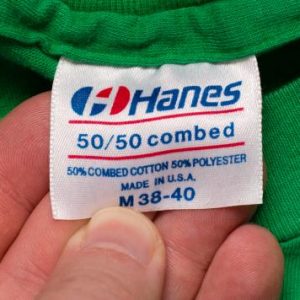 Hanes
50/50 combed
50% COMBED COTTON 50% POLYESTER
MADE IN U.S.A.
M 38-40